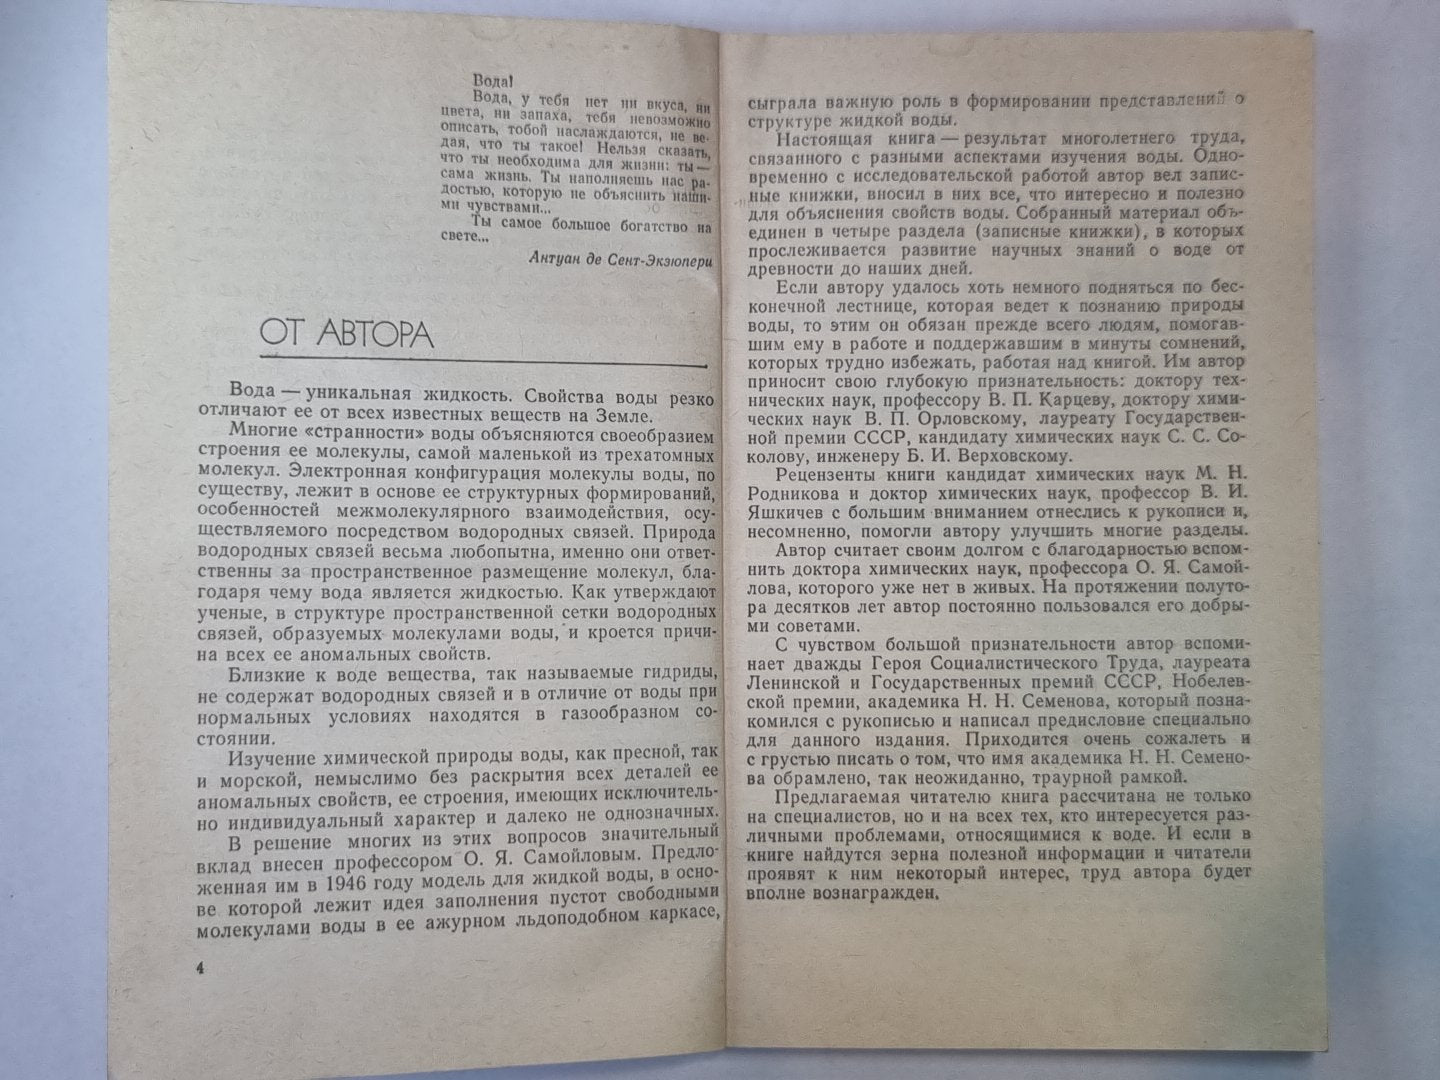 Вода!
Вода, у тебя нет ни вкуса, ни
цвета, ни запаха, тебя невозможно
описать, тобой наслаждаются, не ве-
дая, что ты такое! Нельзя сказать,
что ты необходима для жизни: ты —
сама жизнь. Ты наполняешь нас ра-
достью, которую не объяснить наши-
ми чувствами...
Ты самое большое богатство на
свете...
Антуан де Сент-Экзюпери
ОТ АВТОРА
Вода — уникальная жидкость. Свойства воды резко
отличают ее от всех известных веществ на Земле.
Многие «странности» воды объясняются своеобразием
строения ее молекулы, самой маленькой из трехатомных
молекул. Электронная конфигурация молекулы воды, по
существу, лежит в основе ее структурных формирований,
особенностей межмолекулярного взаимодействия, осу-
ществляемого посредством водородных связей. Природа
водородных связей весьма любопытна, именно они ответ-
ственны за пространственное размещение молекул, бла-
годаря чему вода является жидкостью. Как утверждают
ученые, в структуре пространственной сетки водородных
связей, образуемых молекулами воды, и кроется причи-
на всех ее аномальных свойств.
Близкие к воде вещества, так называемые гидриды,
не содержат водородных связей и в отличие от воды при
нормальных условиях находятся в газообразном со-
стоянии.
Изучение химической природы воды, как пресной, так
и морской, немыслимо без раскрытия всех деталей ее
аномальных свойств, ее строения, имеющих исключитель-
но индивидуальный характер и далеко не однозначных.
В решение многих из этих вопросов значительный
вклад внесен профессором О. Я. Самойловым. Предло-
женная им в 1946 году модель для жидкой воды, в осно-
ве которой лежит идея заполнения пустот свободными
молекулами воды в ее ажурном льдоподобном каркасе,
4
сыграла важную роль в формировании представлений о
структуре жидкой воды.
Настоящая книга — результат многолетнего труда,
связанного с разными аспектами изучения воды. Одно-
временно с исследовательской работой автор вел запис-
ные книжки, вносил в них все, что интересно и полезно
для объяснения свойств воды. Собранный материал объ-
единен в четыре раздела (записные книжки), в которых
прослеживается развитие научных знаний о воде от
древности до наших дней.
Если автору удалось хоть немного подняться по бес-
конечной лестнице, которая ведет к познанию природы
воды, то этим он обязан прежде всего людям, помогав-
шим ему в работе и поддержавшим в минуты сомнений,
которых трудно избежать, работая над книгой. Им автор
приносит свою глубокую признательность: доктору тех-
нических наук, профессору В. П. Карцеву, доктору хими-
ческих наук В. П. Орловскому, лауреату Государствен-
ной премии СССР, кандидату химических наук С. С. Со-
колову, инженеру Б. И. Верховскому.
Рецензенты книги кандидат химических наук М. Н.
Родникова и доктор химических наук, профессор В. И.
Яшкичев с большим вниманием отнеслись к рукописи и,
несомненно, помогли автору улучшить многие разделы.
Автор считает своим долгом с благодарностью вспом-
нить доктора химических наук, профессора О. Я. Самой-
лова, которого уже нет в живых. На протяжении полуто-
ра десятков лет автор постоянно пользовался его добры-
ми советами.
С чувством большой признательности автор вспоми-
нает дважды Героя Социалистического Труда, лауреата
Ленинской и Государственных премий СССР, Нобелев-
ской премии, академика Н. Н. Семенова, который позна-
комился с рукописью и написал предисловие специально
для данного издания. Приходится очень сожалеть и
с грустью писать о том, что имя академика Н. Н. Семено-
ва обрамлено, так неожиданно, траурной рамкой.
Предлагаемая читателю книга рассчитана не только
на специалистов, но и на всех тех, кто интересуется раз-
личными проблемами, относящимися к воде. И если в
книге найдутся зерна полезной информации и читатели
проявят к ним некоторый интерес, труд автора будет
вполне вознагражден.